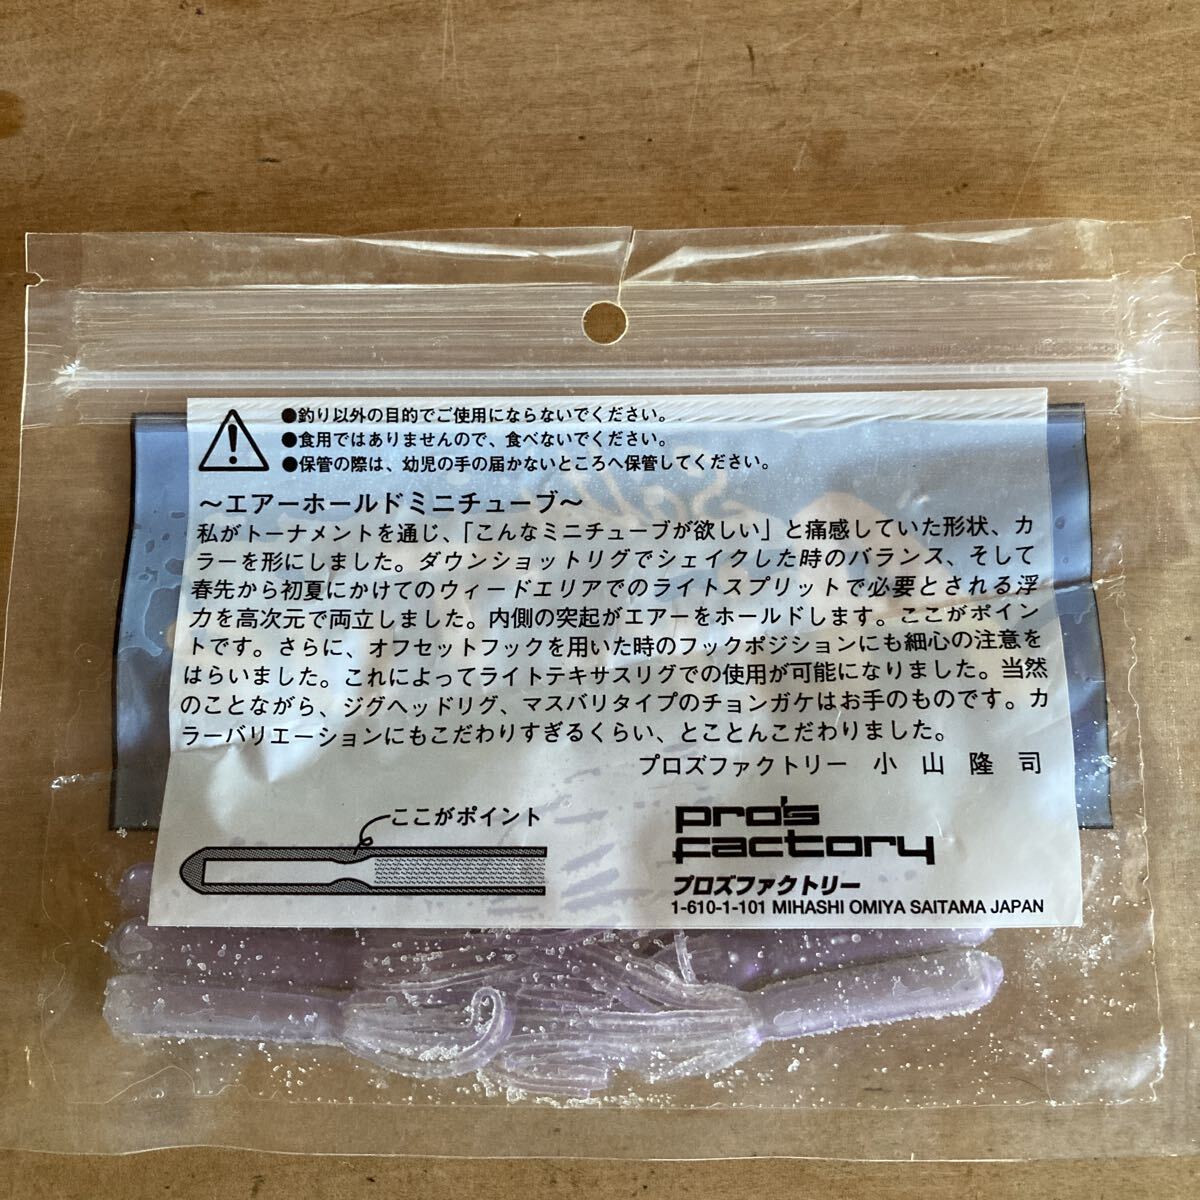 ●釣り以外の目的でご使用にならないでください。
●食用ではありませんので、食べないでください。
●保管の際は、幼児の手の届かないところへ保管してください。
～エアーホールドミニチューブ～
私がトーナメントを通じ、「こんなミニチューブが欲しい」と痛感していた形状、カ
ラーを形にしました。ダウンショットリグでシェイクした時のバランス、そして
春先から初夏にかけてのウィードエリアでのライトスプリットで必要とされる浮
力を高次元で両立しました。内側の突起がエアーをホールドします。ここがポイン
トです。さらに、オフセットフックを用いた時のフックポジションにも細心の注意を
はらいました。これによってライトテキサスリグでの使用が可能になりました。当然
のことながら、ジグヘッドリグ、マスバリタイプのチョンガケはお手のものです。カ
ラーバリエーションにもこだわりすぎるくらい、とことんこだわりました。
プロズファクトリー 小 山 隆 司
ここがポイント
pro's
factory
プロズファクトリー
1-610-1-101 MIHASHI OMIYA SAITAMA JAPAN